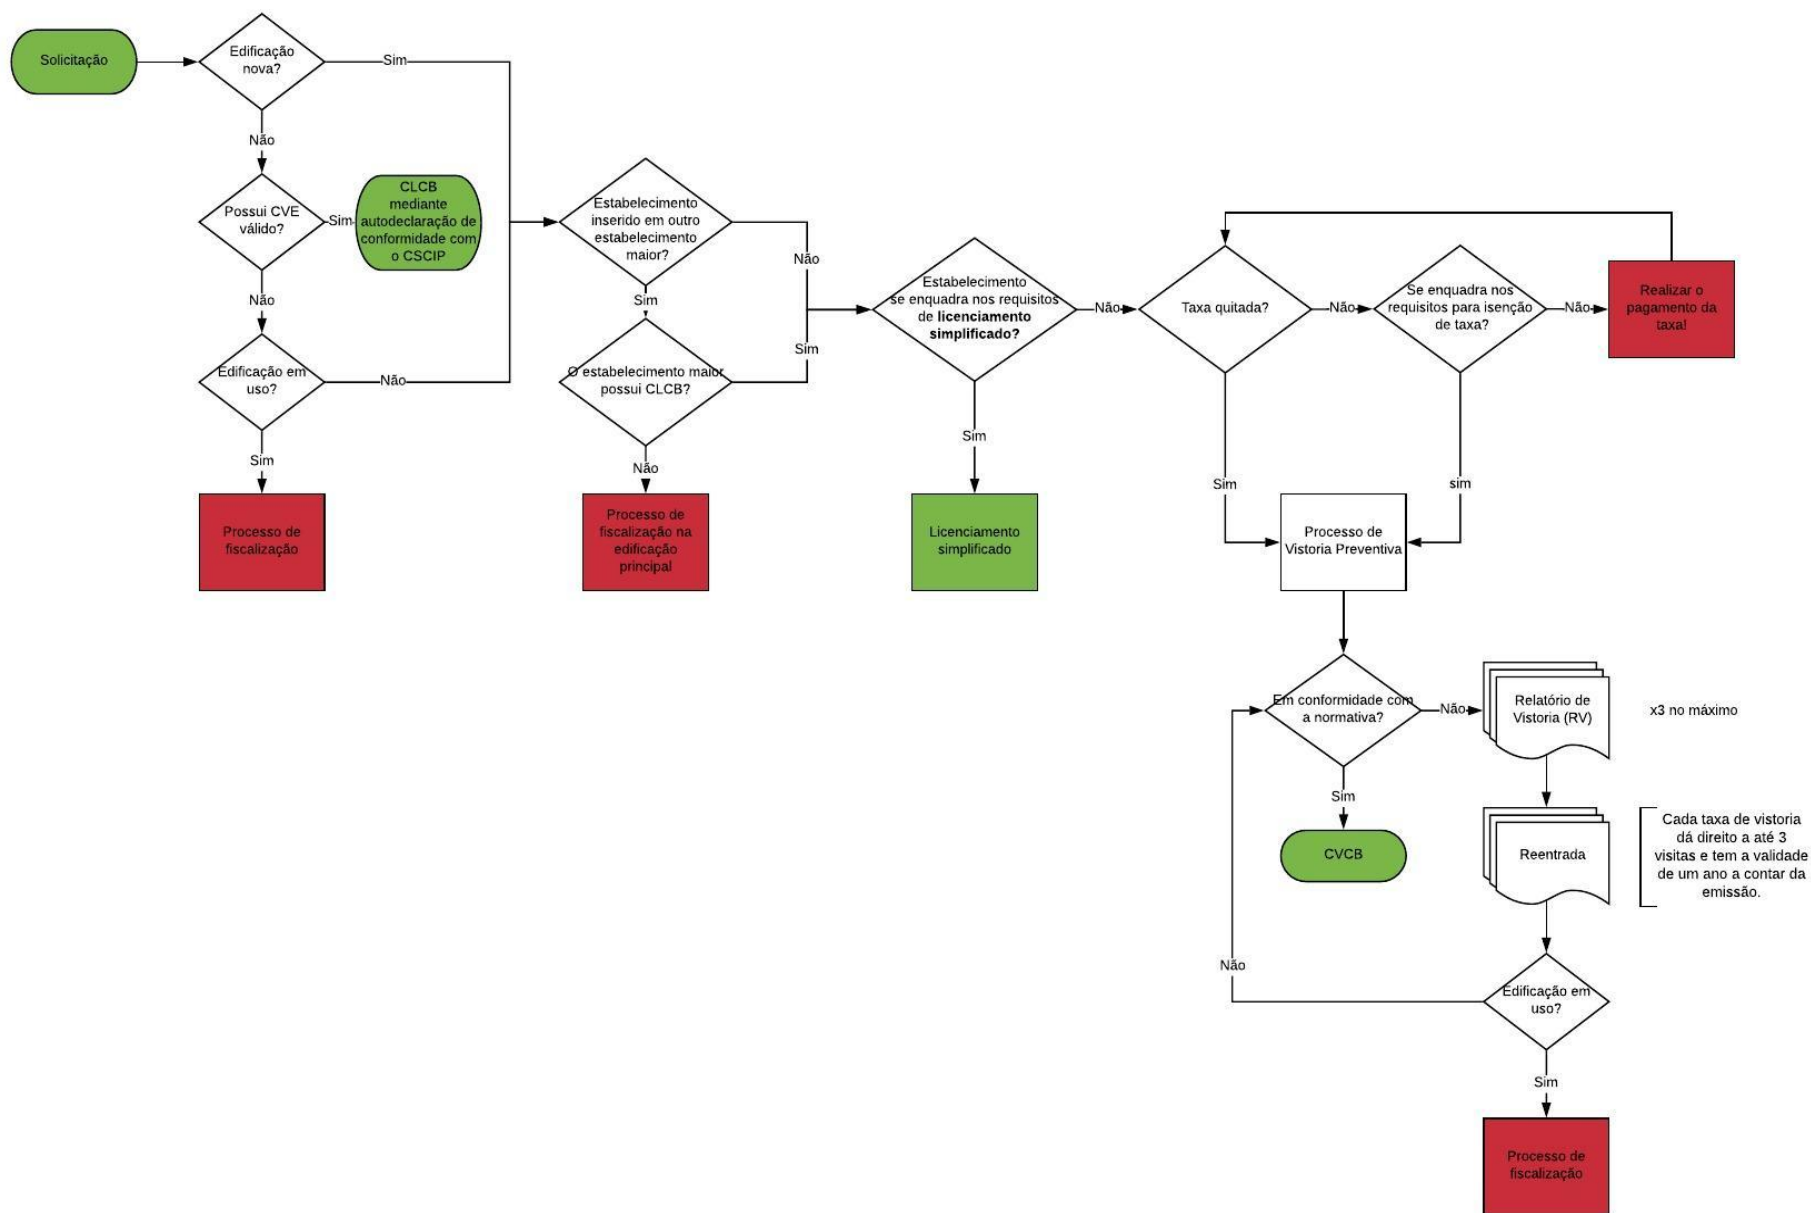 Solicitação
Edificação
nova?
Sim
Não
Possui CVE
válido?
Sim
CLCB
mediante
autodeclaração de
conformidade com
o CSCIP
Não
Edificação em
uso?
Não
Sim
Processo de
fiscalização
Estabelecimento
inserido em outro
estabelecimento
maior?
Não
Sim
O estabelecimento maior
possui CLCB?
Sim
Não
Processo de
fiscalização na
edificação
principal
Estabelecimento
se enquadra nos requisitos
de licenciamento
simplificado?
Não
Sim
Licenciamento
simplificado
Taxa quitada?
Não
Sim
Se enquadra nos
requisitos para isenção
de taxa?
Não
sim
Realizar o
pagamento da
taxa!
Processo de
Vistoria Preventiva
Em conformidade com
a normativa?
Não
Sim
CVCB
Relatório de
Vistoria (RV)
x3 no máximo
Reentrada
Cada taxa de vistoria
dá direito a até 3
visitas e tem a validade
de um ano a contar da
emissão.
Edificação em
uso?
Não
Sim
Processo de
fiscalização